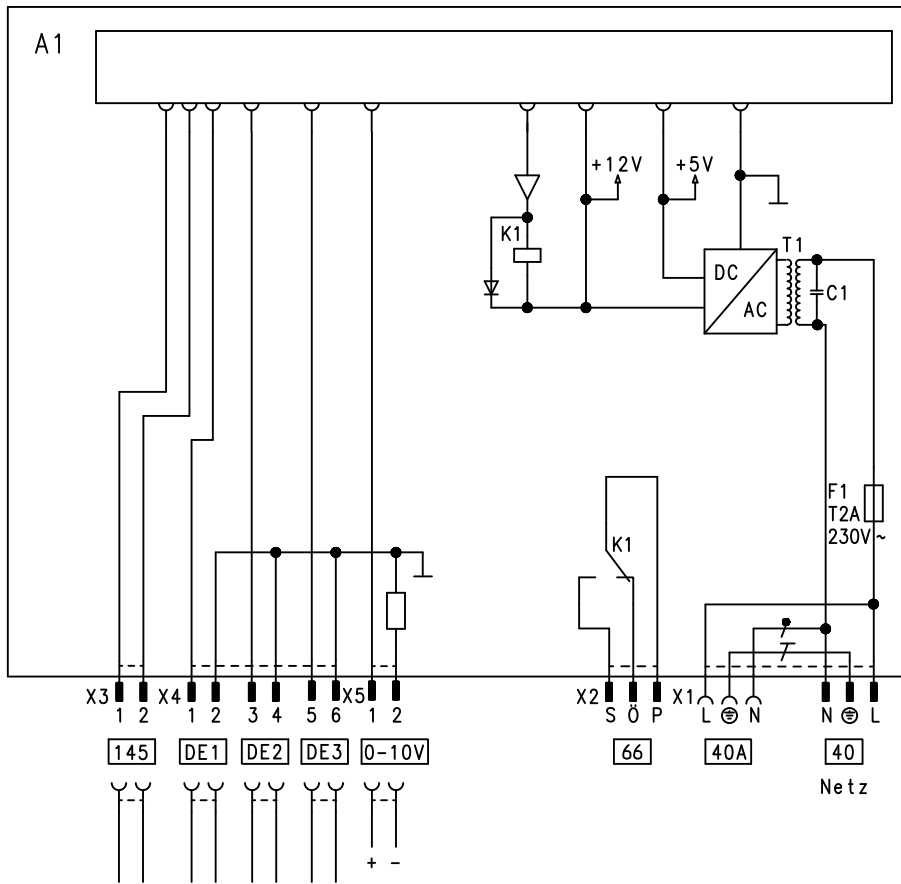 A1
+12V +5V
K1 T1
DC
AC C1
F1
T2A
230V~
K1
X3 X4 X5 X2 X1
1 2 1 2 3 4 5 6 1 2 S Ö P L N N L
145 DE1 DE2 DE3 0-10V 66 40A 40
Netz
+ -